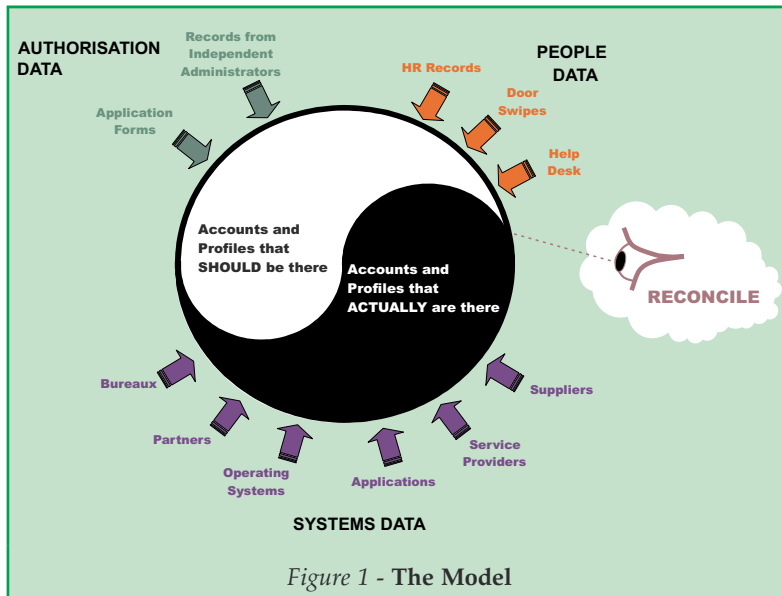 AUTHORISATION
DATA
Records from
Independent
Administrators
Application
Forms
PEOPLE
DATA
HR Records
Door
Swipes
Help
Desk
Accounts and
Profiles that
SHOULD be there
Accounts and
Profiles that
ACTUALLY are there
RECONCILE
Bureaux
Partners
Operating
Systems
Applications
Service
Providers
Suppliers
SYSTEMS DATA
Figure 1 - The Model